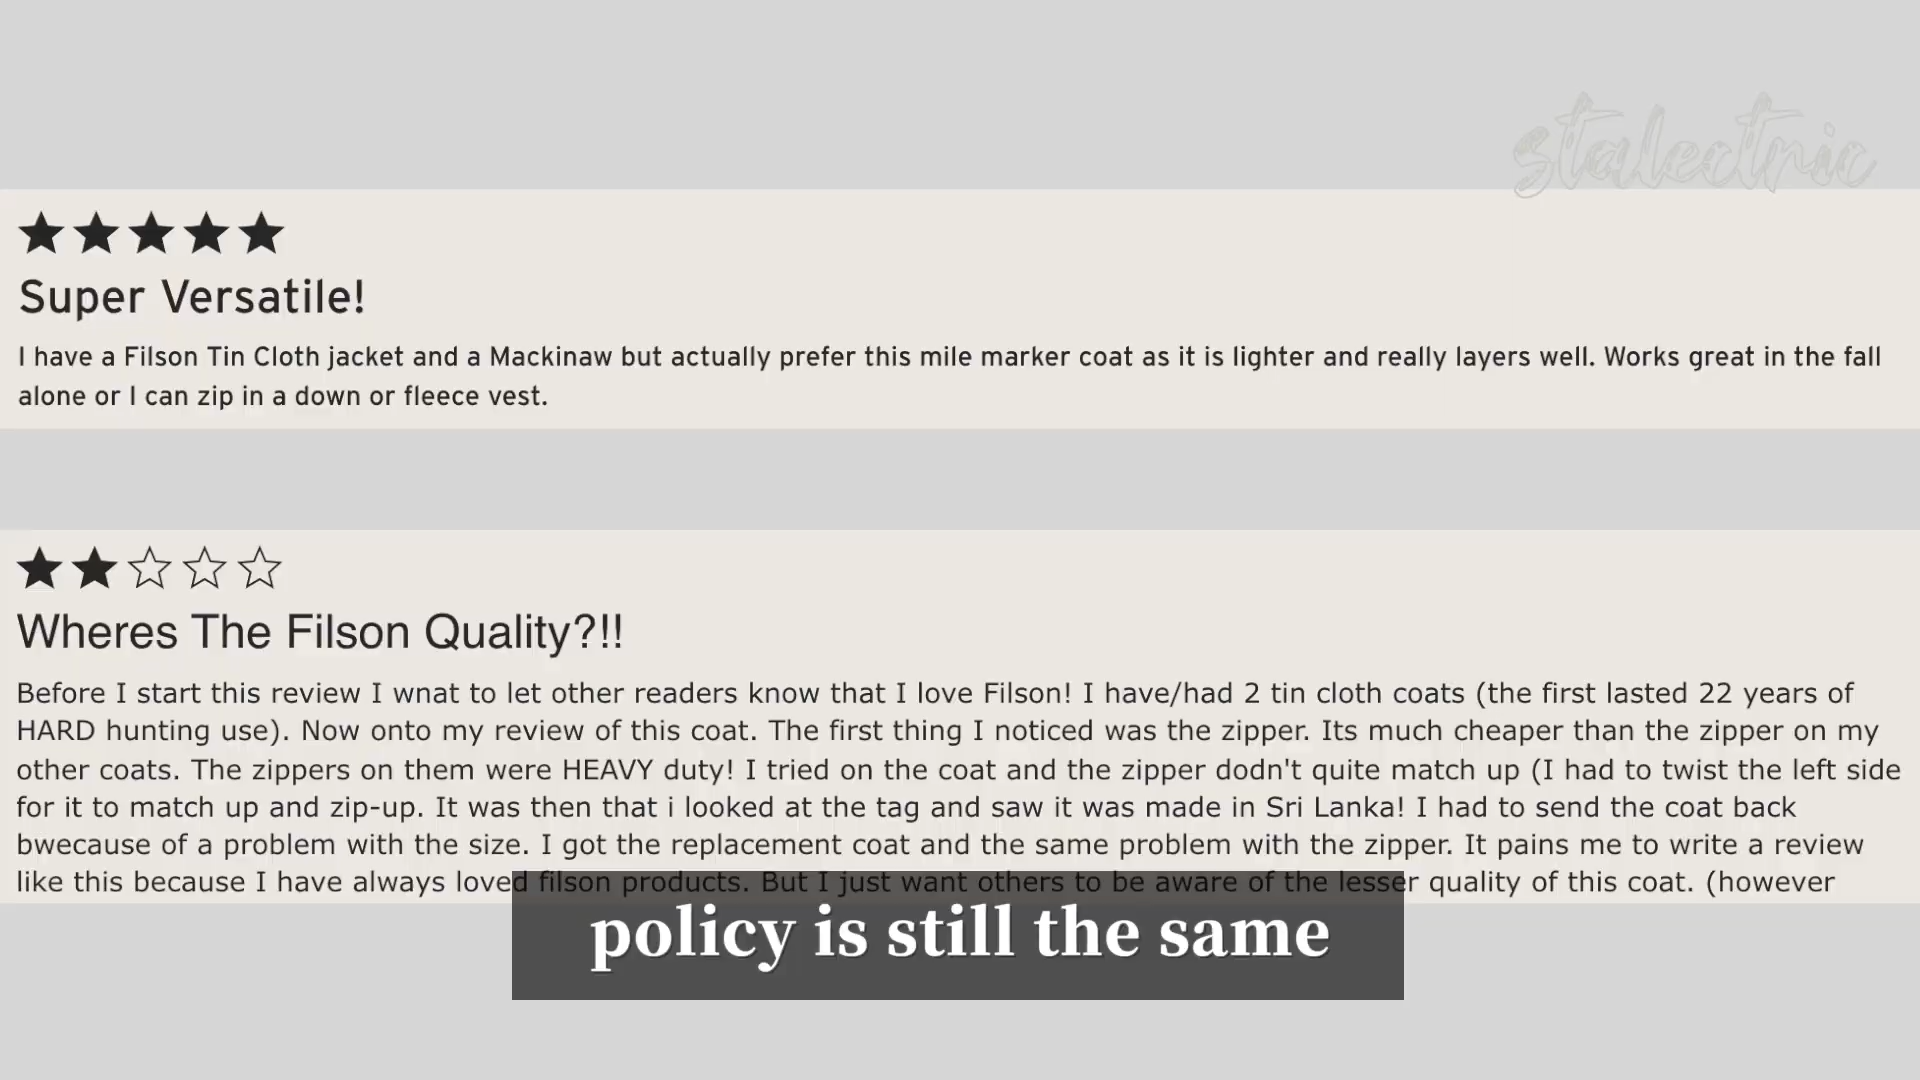 stalectric
Super Versatile!
I have a Filson Tin Cloth jacket and a Mackinaw but actually prefer this mile marker coat as it is lighter and really layers well. Works great in the fall
alone or I can zip in a down or fleece vest.
Wheres The Filson Quality?!!
Before I start this review I wnat to let other readers know that I love Filson! I have/had 2 tin cloth coats (the first lasted 22 years of
HARD hunting use). Now onto my review of this coat. The first thing I noticed was the zipper. Its much cheaper than the zipper on my
other coats. The zippers on them were HEAVY duty! I tried on the coat and the zipper dodn't quite match up (I had to twist the left side
for it to match up and zip-up. It was then that i looked at the tag and saw it was made in Sri Lanka! I had to send the coat back
bwecause of a problem with the size. I got the replacement coat and the same problem with the zipper. It pains me to write a review
like this because I have always loved filson products. But I just want others to be aware of the lesser quality of this coat. (however
policy is still the same